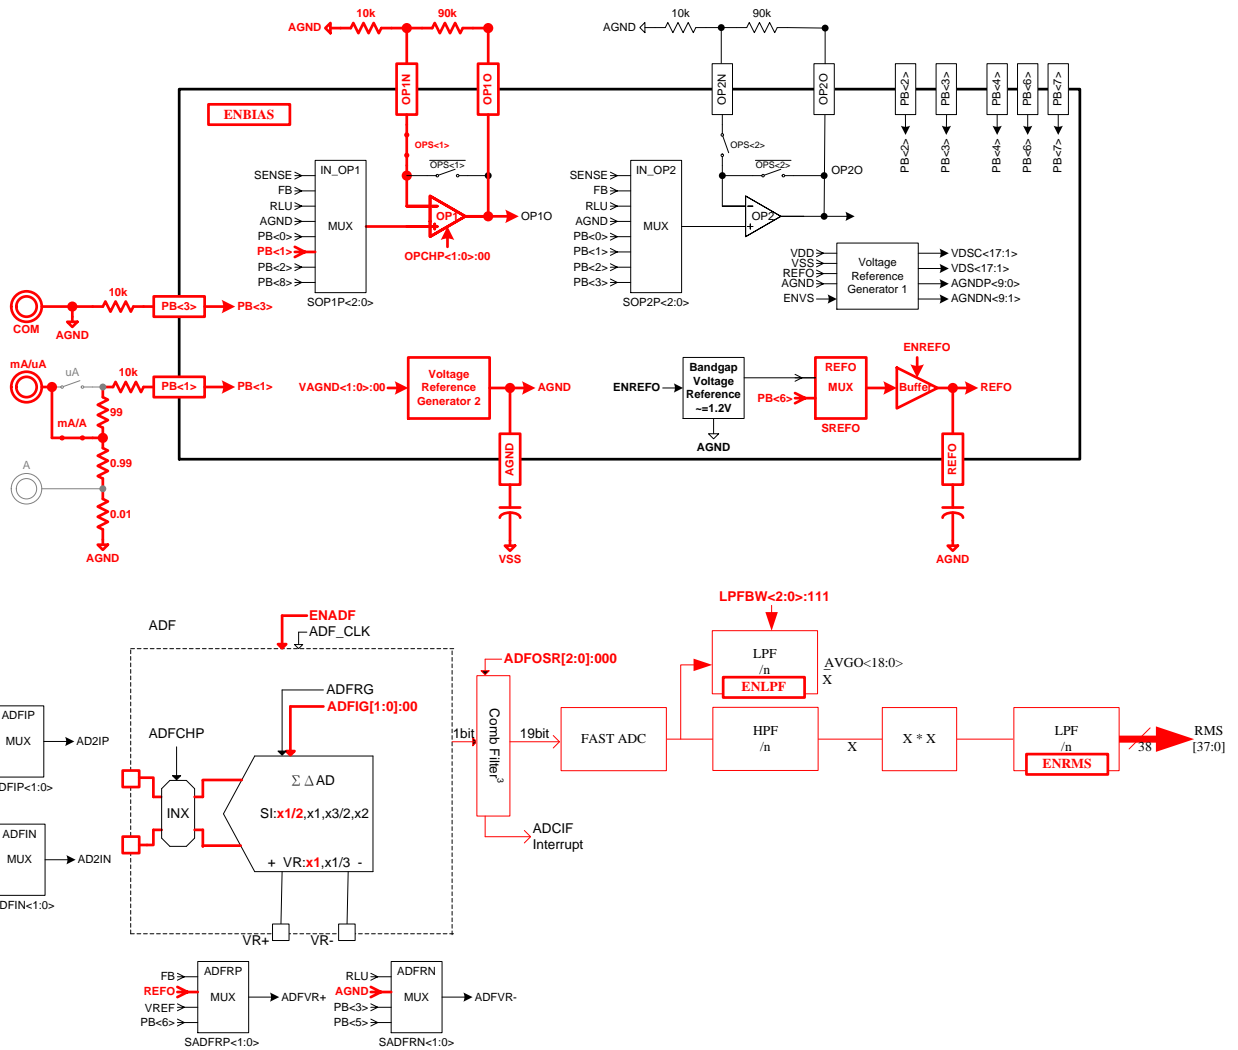 10k
90k
AGND
OP1N
OP1O
10k
90k
AGND
OP2N
OP2O
PB<2>
PB<3>
PB<4>
PB<6>
PB<7>
PB<2>
PB<3>
PB<4>
PB<6>
PB<7>
ENBIAS
OPS<1>
OPS<1>
IN_OP1
SENSE
FB
RLU
AGND
PB<0>
PB<1>
PB<2>
PB<8>
MUX
SOP1P<2:0>
OP1
OP1O
OPCHP<1:0>:00
OPS<2>
OPS<2>
IN_OP2
SENSE
FB
RLU
AGND
PB<0>
PB<1>
PB<2>
PB<3>
MUX
SOP2P<2:0>
OP2
OP2O
VDD
VSS
REFO
AGND
ENVS
Voltage
Reference
Generator 1
VDSC<17:1>
VDS<17:1>
AGNDP<9:0>
AGNDN<9:1>
COM
10k
AGND
PB<3>
PB<3>
mA/uA
uA
10k
PB<1>
PB<1>
99
mA/A
0.99
A
0.01
AGND
VAGND<1:0>:00
Voltage
Reference
Generator 2
AGND
AGND
VSS
ENREFO
Bandgap
Voltage
Reference
~=1.2V
AGND
PB<6>
REFO
MUX
SREFO
ENREFO
Buffer
REFO
REFO
AGND
ADF
ENADF
ADF_CLK
ADFRG
ADFIG[1:0]:00
ADFCHP
INX
Σ Δ AD
SI:x1/2,x1,x3/2,x2
+ VR:x1,x1/3 -
VR+
VR-
ADFIP
MUX
AD2IP
DFIP<1:0>
ADFIN
MUX
AD2IN
DFIN<1:0>
1bit
ADFOSR[2:0]:000
Comb Filter3
19bit
ADCIF
Interrupt
FAST ADC
LPFBW<2:0>:111
LPF
/n
ENLPF
AVGO<18:0>
X
HPF
/n
X
X * X
LPF
/n
ENRMS
38
RMS
[37:0]
FB
REFO
VREF
PB<6>
ADFRP
MUX
ADFVR+
SADFRP<1:0>
RLU
AGND
PB<3>
PB<5>
ADFRN
MUX
ADFVR-
SADFRN<1:0>